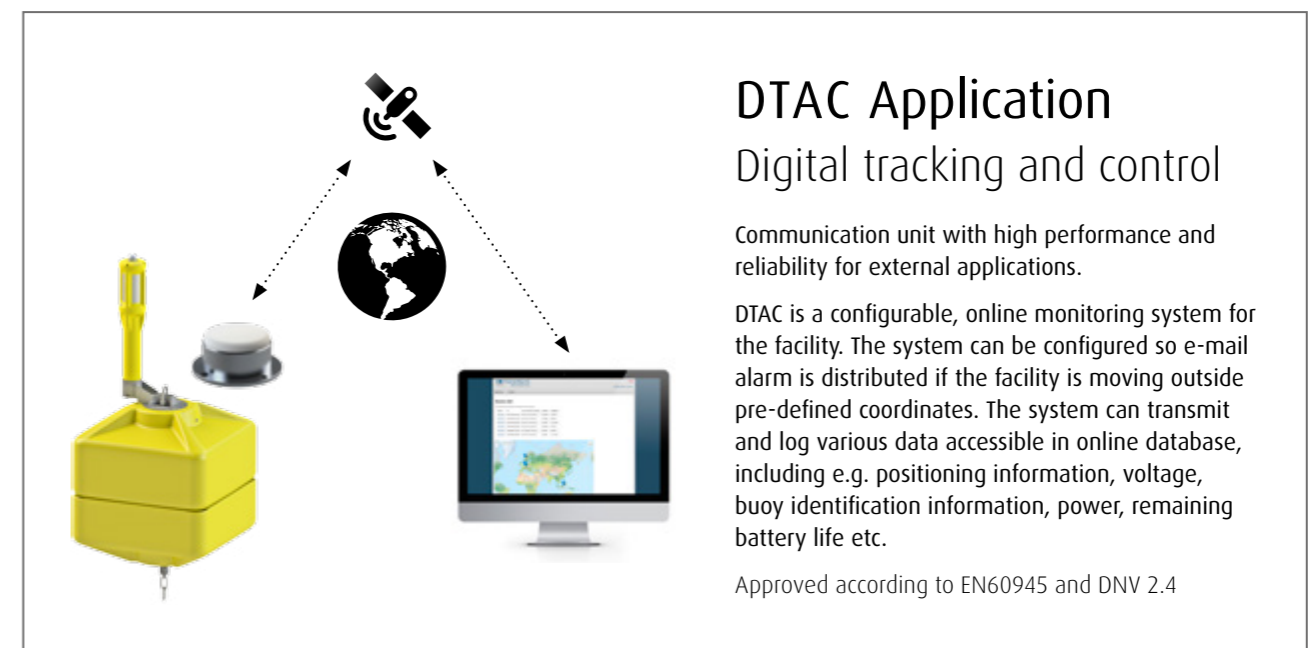 DTAC Application
Digital tracking and control
Communication unit with high performance and
reliability for external applications.
DTAC is a configurable, online monitoring system for
the facility. The system can be configured so e-mail
alarm is distributed if the facility is moving outside
pre-defined coordinates. The system can transmit
and log various data accessible in online database,
including e.g. positioning information, voltage,
buoy identification information, power, remaining
battery life etc.
Approved according to EN60945 and DNV 2.4